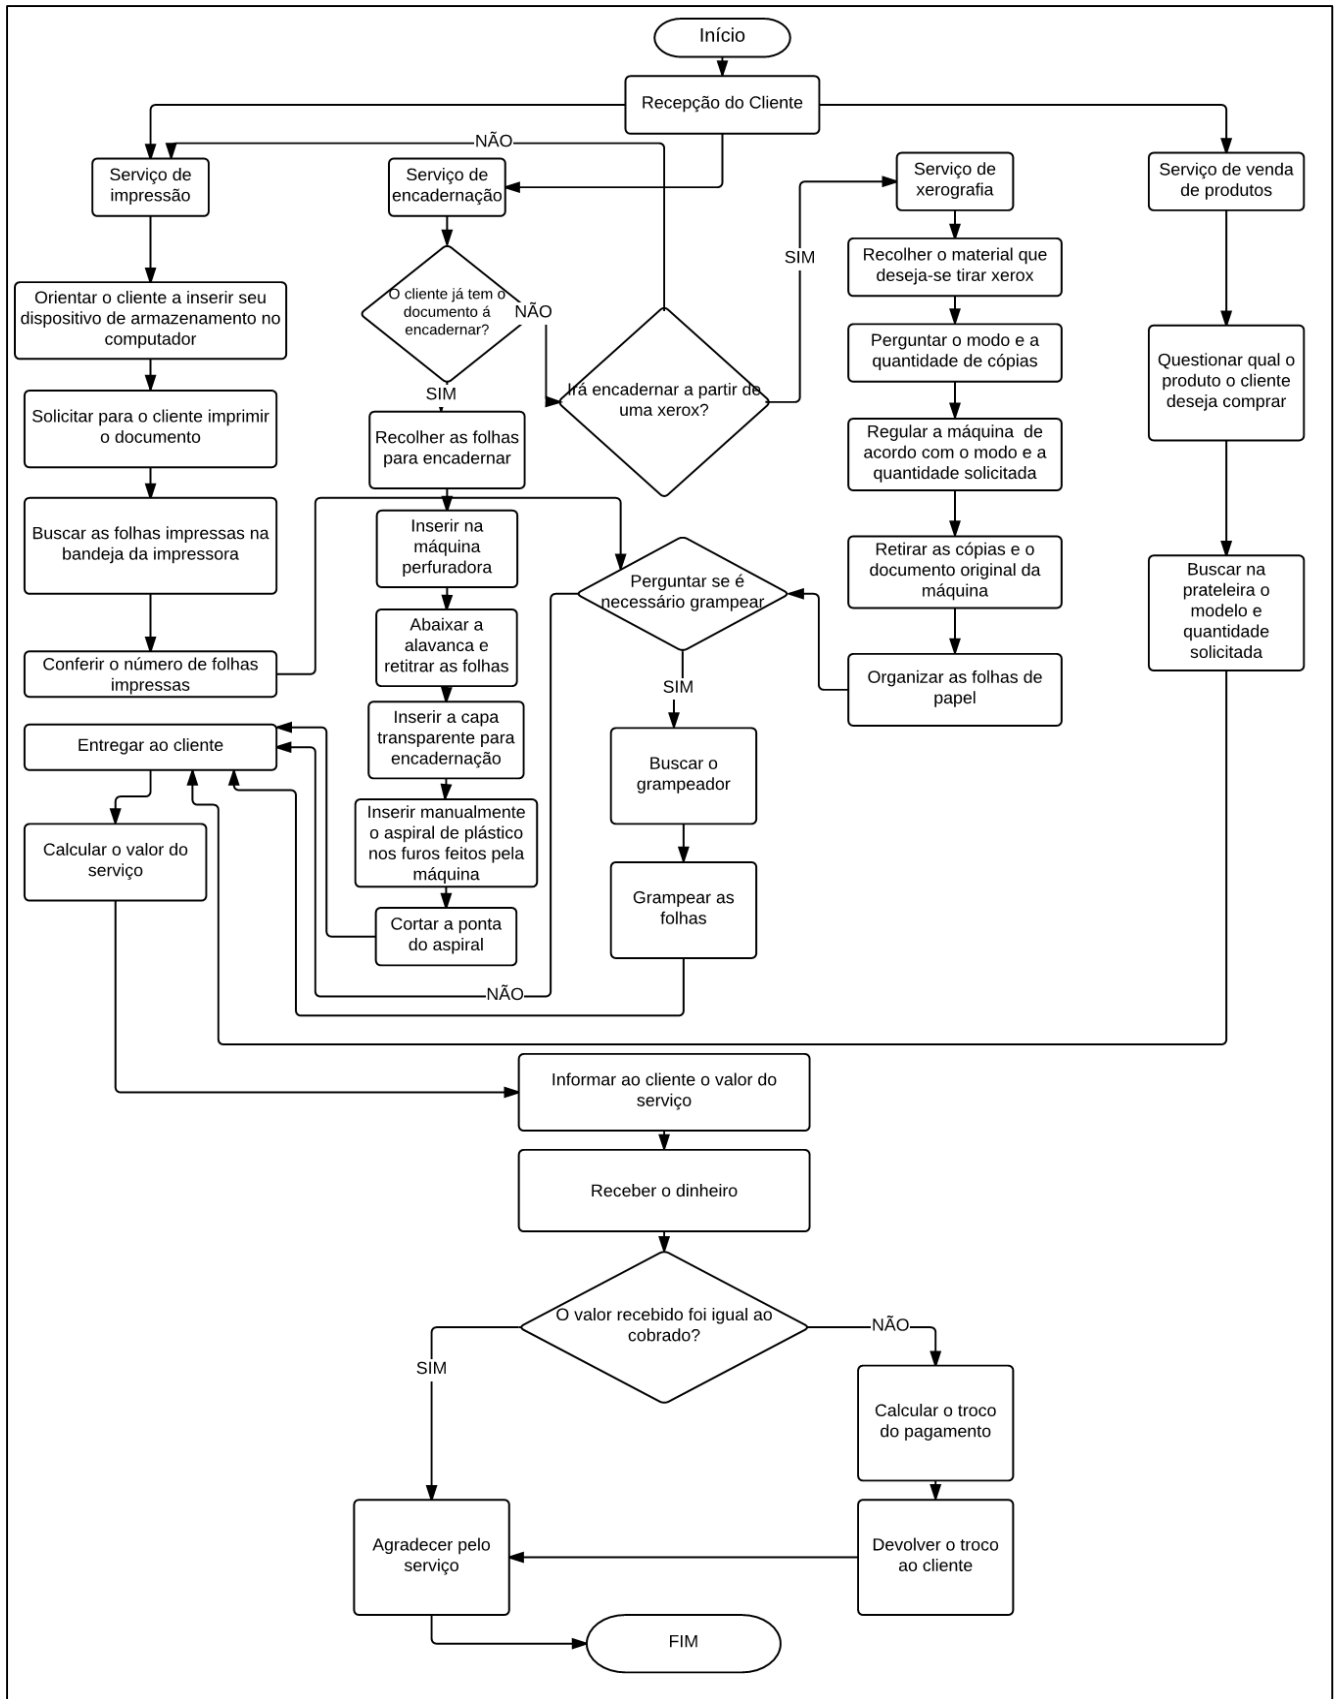 Início
Recepção do Cliente
NÃO
Serviço de
impressão
Serviço de
encadernação
Serviço de
xerografia
Serviço de venda
de produtos
Orientar o cliente a inserir seu
dispositivo de armazenamento no
computador
O cliente já tem o
documento á
encadernar?
NÃO
SIM
Recolher o material que
deseja-se tirar xerox
Perguntar o modo e a
quantidade de cópias
Questionar qual o
produto o cliente
deseja comprar
Irá encadernar a partir de
uma xerox?
SIM
Solicitar para o cliente imprimir
o documento
Recolher as folhas
para encadernar
Regular a máquina de
acordo com o modo e a
quantidade solicitada
Buscar as folhas impressas na
bandeja da impressora
Inserir na
máquina
perfuradora
Perguntar se é
necessário grampear
Retirar as cópias e o
documento original da
máquina
Buscar na
prateleira o
modelo e
quantidade
solicitada
Conferir o número de folhas
impressas
Abaixar a
alavanca e
retitrar as folhas
SIM
Organizar as folhas de
papel
Entregar ao cliente
Inserir a capa
transparente para
encadernação
Buscar o
grampeador
Calcular o valor do
serviço
Inserir manualmente
o aspiral de plástico
nos furos feitos pela
máquina
Grampear as
folhas
Cortar a ponta
do aspiral
NÃO
Informar ao cliente o valor do
serviço
Receber o dinheiro
O valor recebido foi igual ao
cobrado?
NÃO
SIM
Calcular o troco
do pagamento
Agradecer pelo
serviço
Devolver o troco
ao cliente
FIM